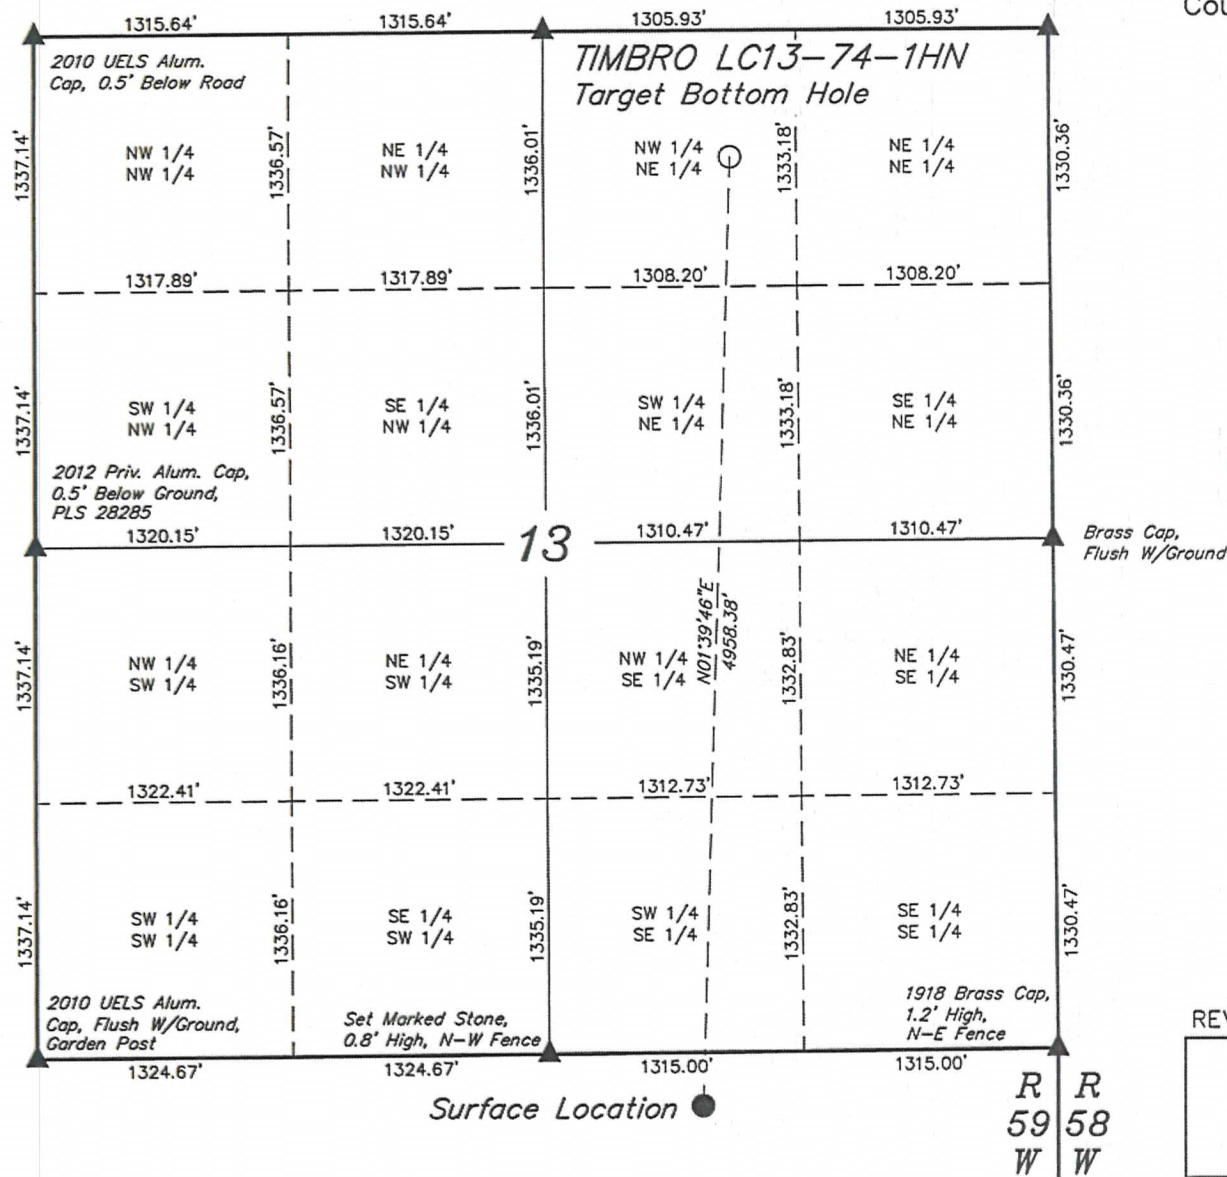 Cou
1315.64' 1315.64' 1305.93' 1305.93'
2010 UELS Alum.
Cap, 0.5' Below Road
TIMBRO LC13-74-1HN
Target Bottom Hole
1337.14' 1336.57' 1336.01' 1333.18' 1330.36'
NW 1/4
NW 1/4
NE 1/4
NW 1/4
NW 1/4
NE 1/4
NE 1/4
NE 1/4
1317.89' 1317.89' 1308.20' 1308.20'
1337.14' 1336.57' 1336.01' 1333.18' 1330.36'
SW 1/4
NW 1/4
SE 1/4
NW 1/4
SW 1/4
NE 1/4
SE 1/4
NE 1/4
2012 Priv. Alum. Cap,
0.5' Below Ground,
PLS 28285
1320.15' 1320.15' 13 1310.47' 1310.47'
Brass Cap,
Flush W/Ground
N01°39'46"E
4958.38'
1337.14' 1336.16' 1335.19' 1332.83' 1330.47'
NW 1/4
SW 1/4
NE 1/4
SW 1/4
NW 1/4
SE 1/4
NE 1/4
SE 1/4
1322.41' 1322.41' 1312.73' 1312.73'
1337.14' 1336.16' 1335.19' 1332.83' 1330.47'
SW 1/4
SW 1/4
SE 1/4
SW 1/4
SW 1/4
SE 1/4
SE 1/4
SE 1/4
2010 UELS Alum.
Cap, Flush W/Ground,
Garden Post
Set Marked Stone,
0.8' High, N-W Fence
1918 Brass Cap,
1.2' High,
N-E Fence
REV
1324.67' 1324.67' 1315.00' 1315.00'
Surface Location
R R
59 58
W W